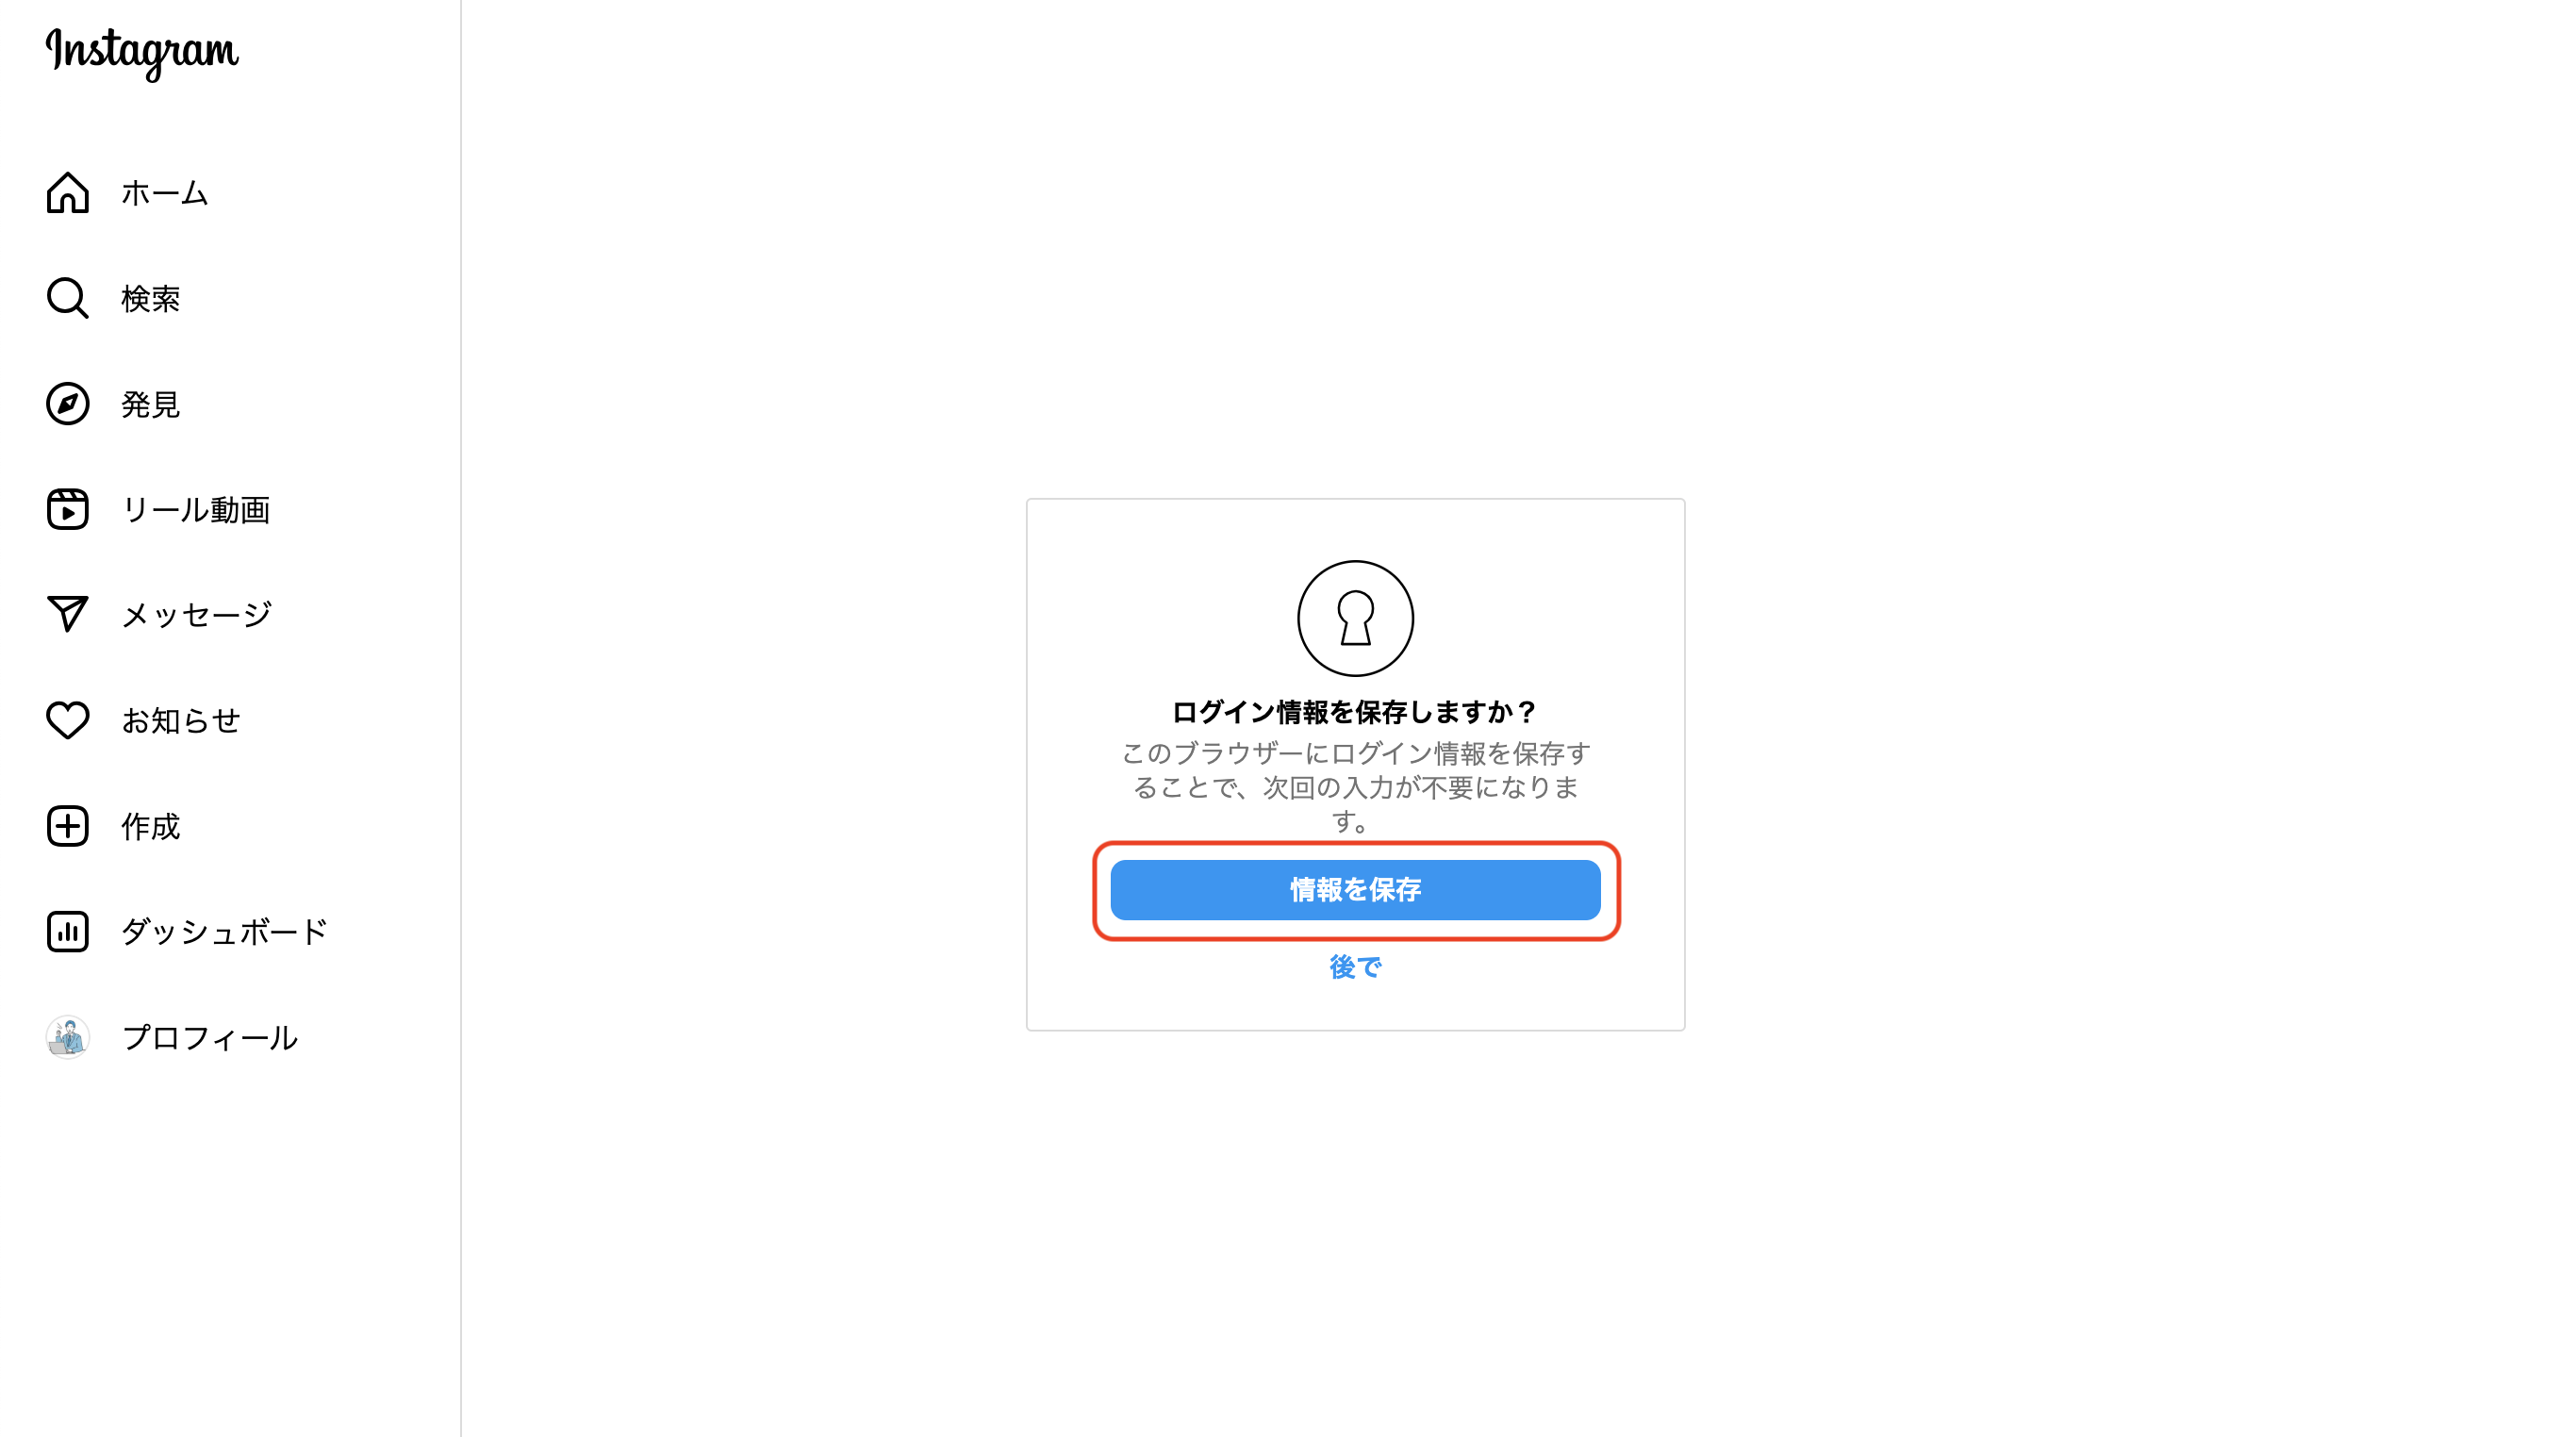 Instagram
ホーム
検索
発見
リール動画
メッセージ
お知らせ
作成
ダッシュボード
プロフィール
ログイン情報を保存しますか？
このブラウザーにログイン情報を保存す
ることで、次回の入力が不要になりま
す。
情報を保存
後で